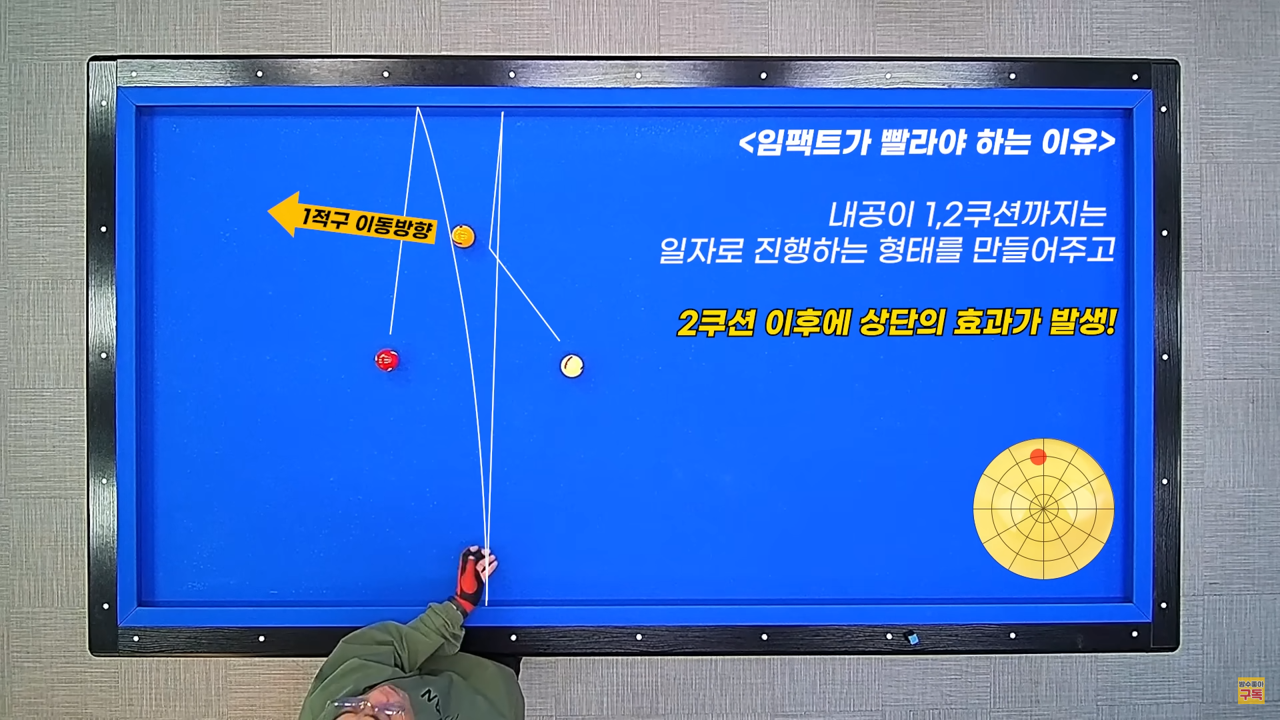 <임팩트가 빨라야 하는 이유>
1적구 이동방향
내공이 1,2쿠션까지는
일자로 진행하는 형태를 만들어주고
2쿠션 이후에 상단의 효과가 발생!
구독